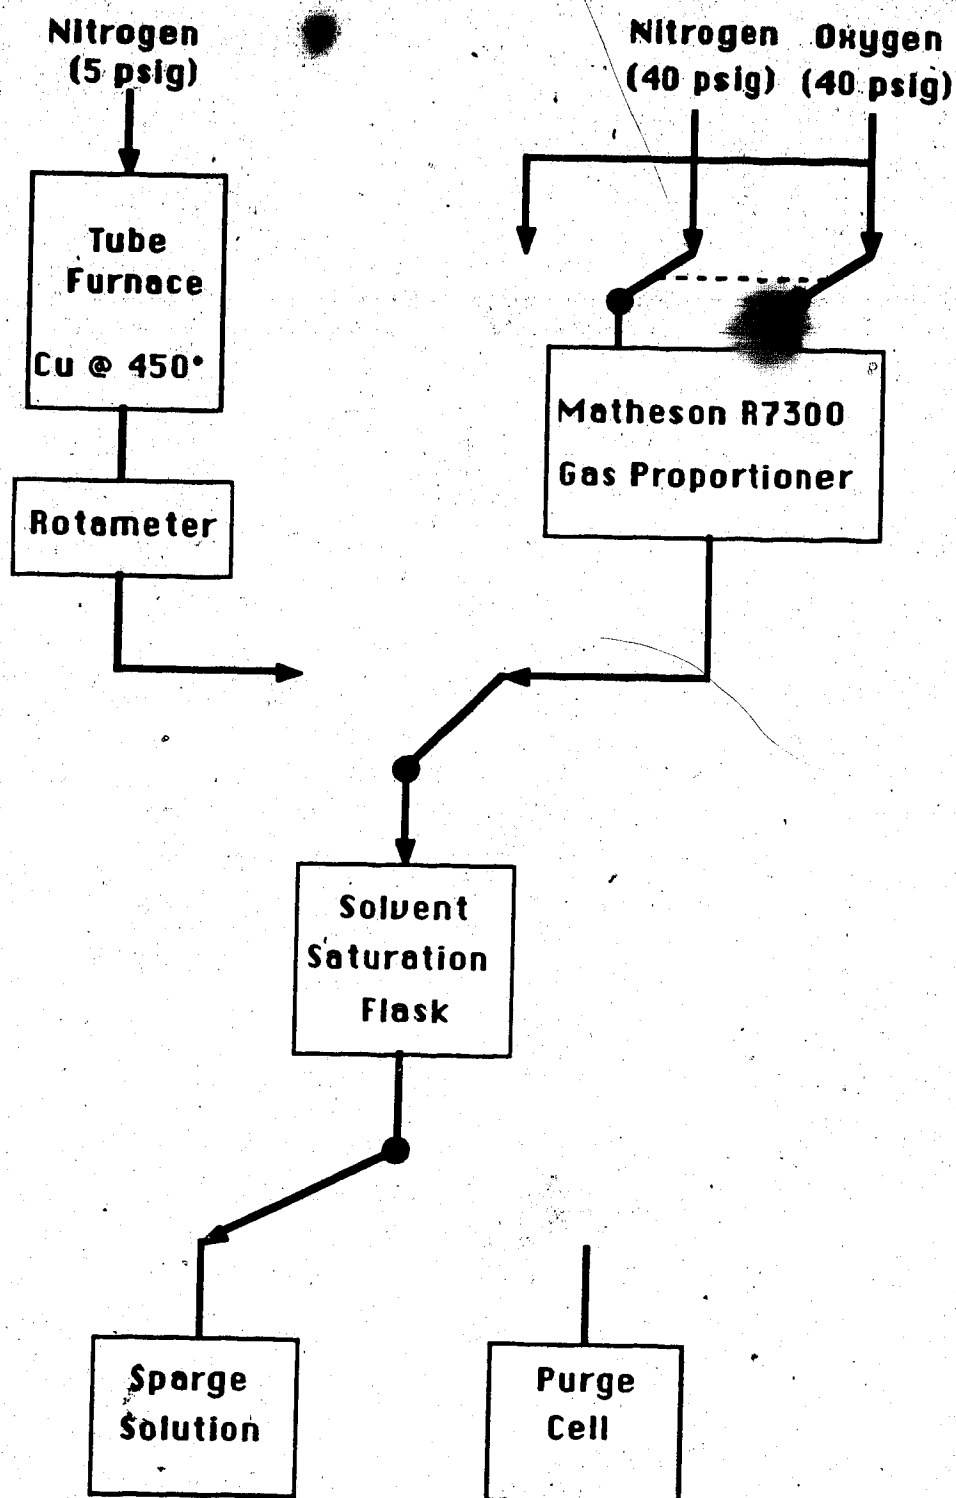 Nitrogen
(5 psig)
Nitrogen
(40 psig)
Oxygen
(40 psig)
Tube
Furnace
Cu @ 450°
Rotameter
Matheson R7300
Gas Proportioner
Solvent
Saturation
Flask
Sparge
Solution
Purge
Cell